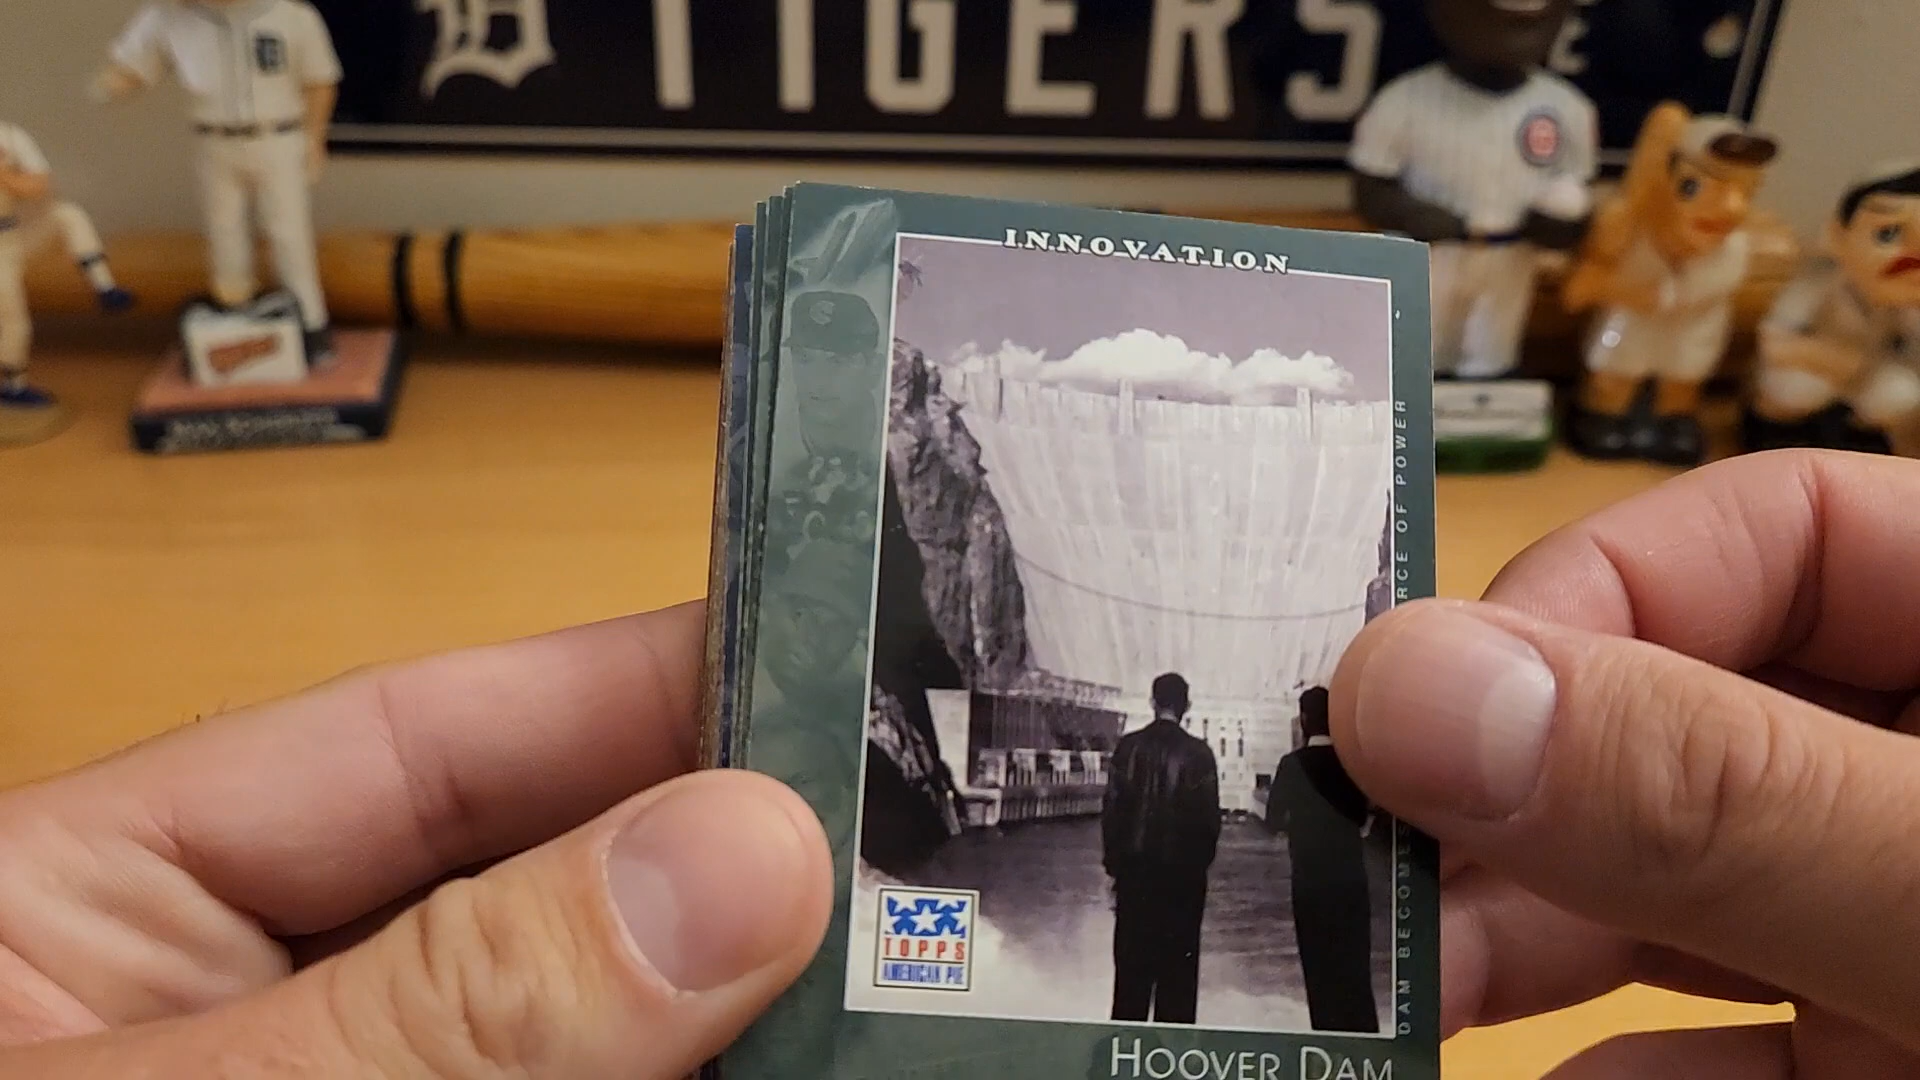 TIGERS
INNOVATION
DAM BECOMES
RCE OF POWER
TOPPS
AMERICAN PIE
HOOVER DAM